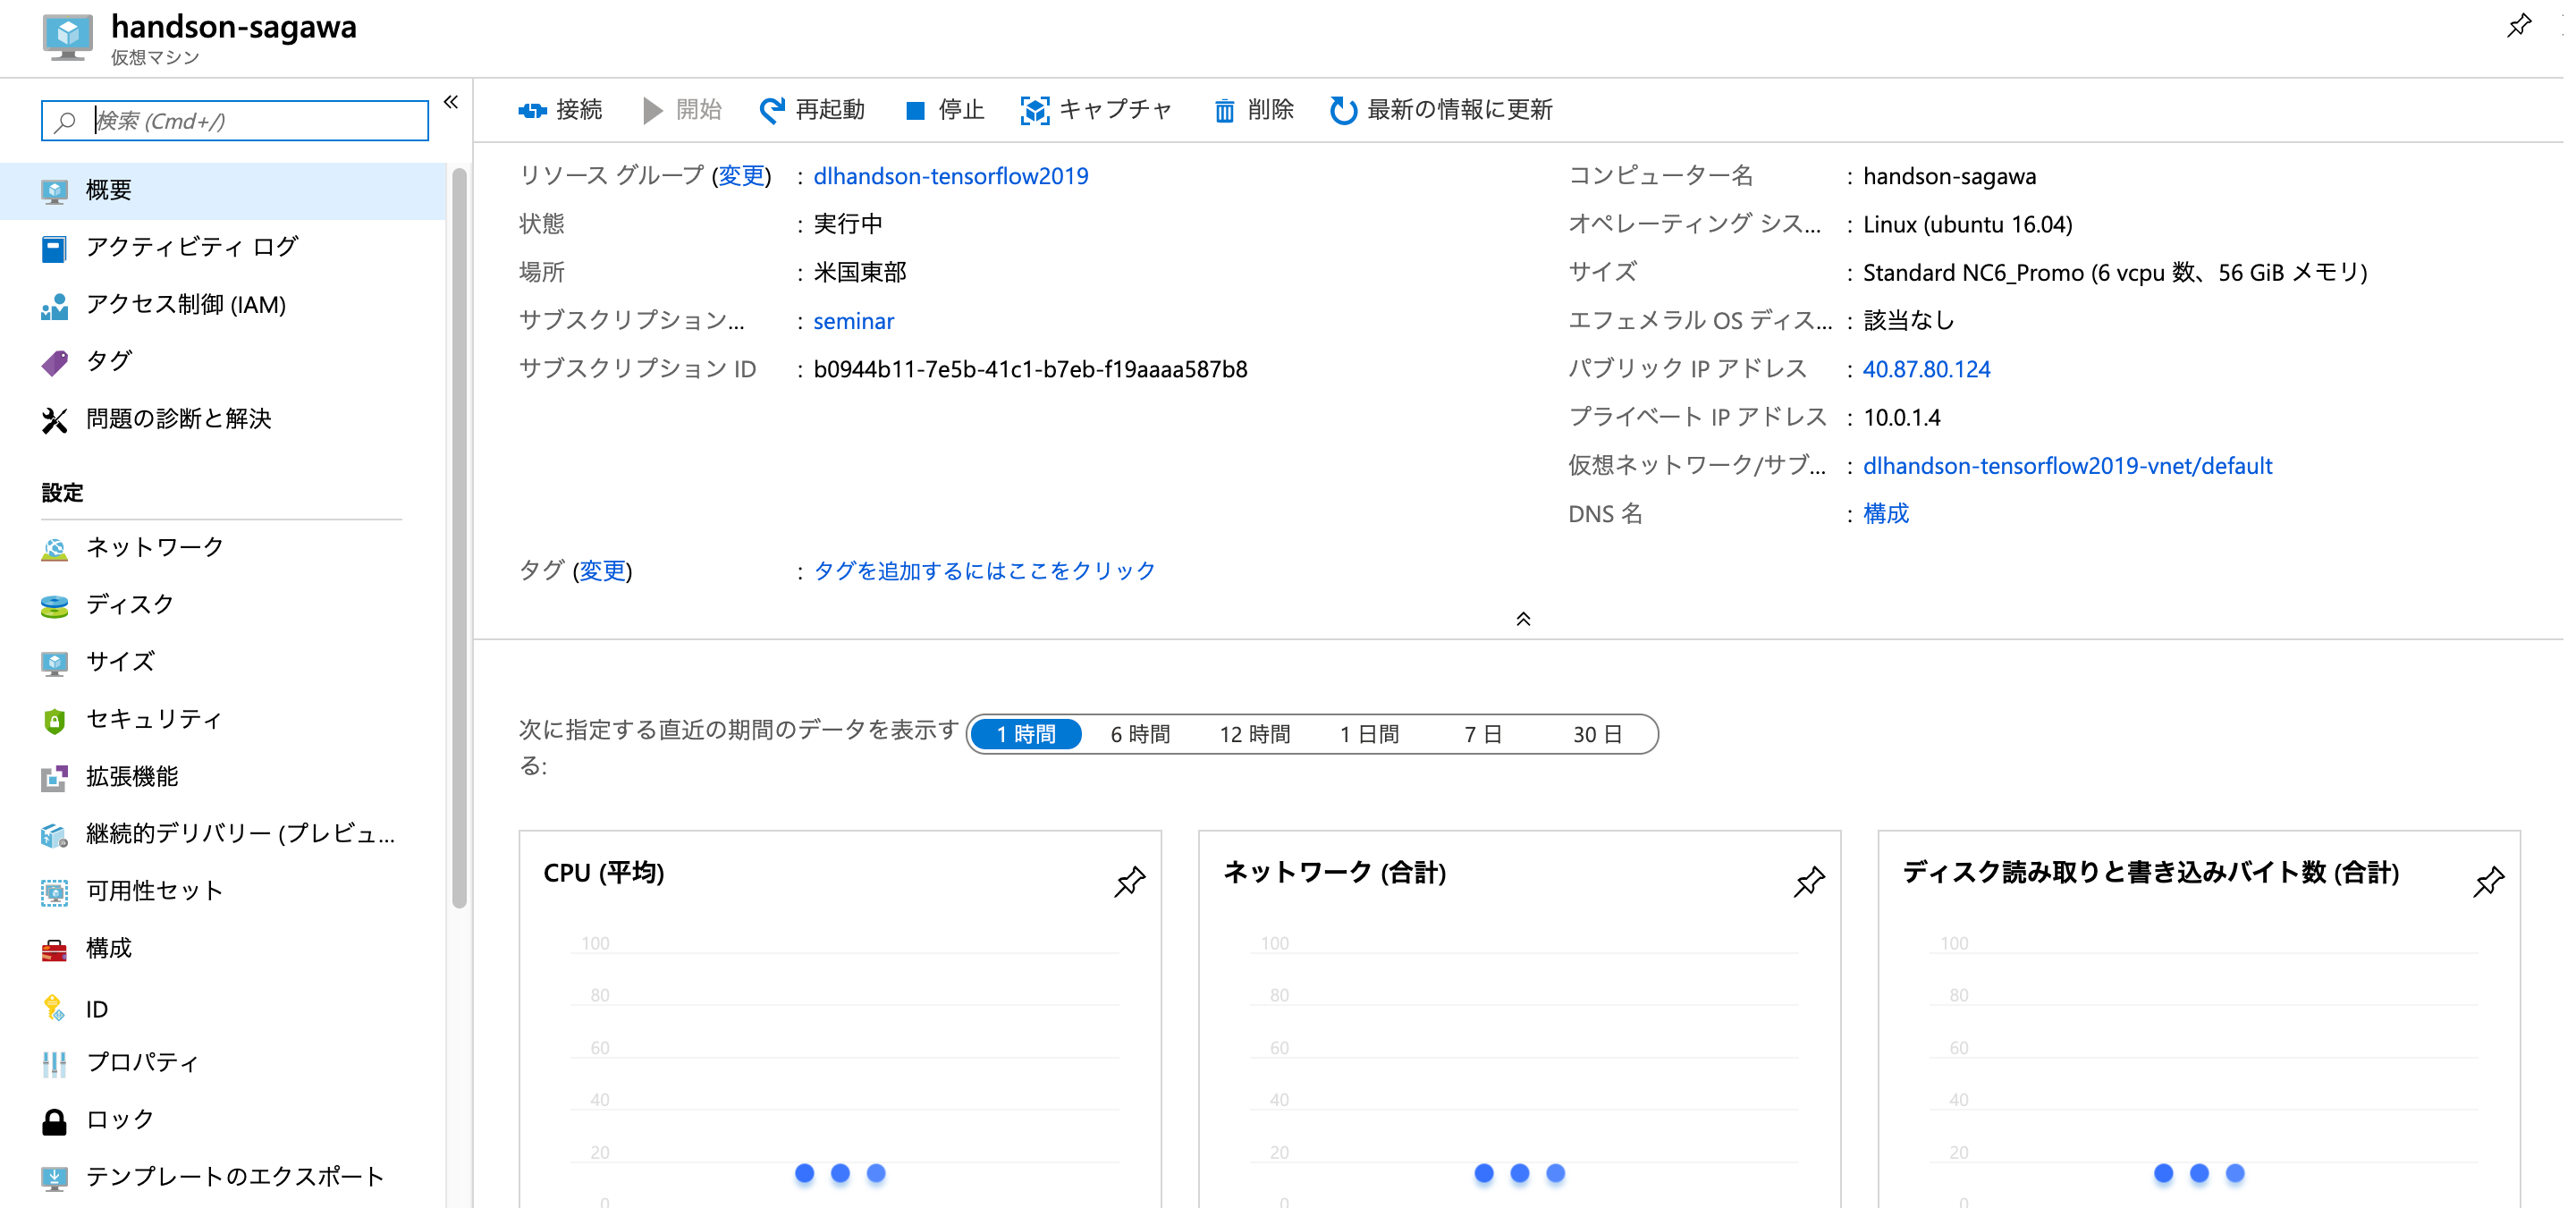 handson-sagawa
仮想マシン
検索 (Cmd+/)
概要
アクティビティ ログ
アクセス制御 (IAM)
タグ
問題の診断と解決
設定
ネットワーク
ディスク
サイズ
セキュリティ
拡張機能
継続的デリバリー (プレビュ...
可用性セット
構成
ID
プロパティ
ロック
テンプレートのエクスポート
接続 開始 再起動 停止 キャプチャ 削除 最新の情報に更新
リソース グループ (変更) : dlhandson-tensorflow2019
状態 : 実行中
場所 : 米国東部
サブスクリプション... : seminar
サブスクリプション ID : b0944b11-7e5b-41c1-b7eb-f19aaaa587b8
コンピューター名 : handson-sagawa
オペレーティング シス... : Linux (ubuntu 16.04)
サイズ : Standard NC6_Promo (6 vcpu 数、56 GiB メモリ)
エフェメラル OS ディス... : 該当なし
パブリック IP アドレス : 40.87.80.124
プライベート IP アドレス : 10.0.1.4
仮想ネットワーク/サブ... : dlhandson-tensorflow2019-vnet/default
DNS 名 : 構成
タグ (変更) : タグを追加するにはここをクリック
次に指定する直近の期間のデータを表示す
る:
1 時間 6 時間 12 時間 1 日間 7 日 30 日
CPU (平均)
100
80
60
40
20
0
ネットワーク (合計)
100
80
60
40
20
0
ディスク読み取りと書き込みバイト数 (合計)
100
80
60
40
20
0